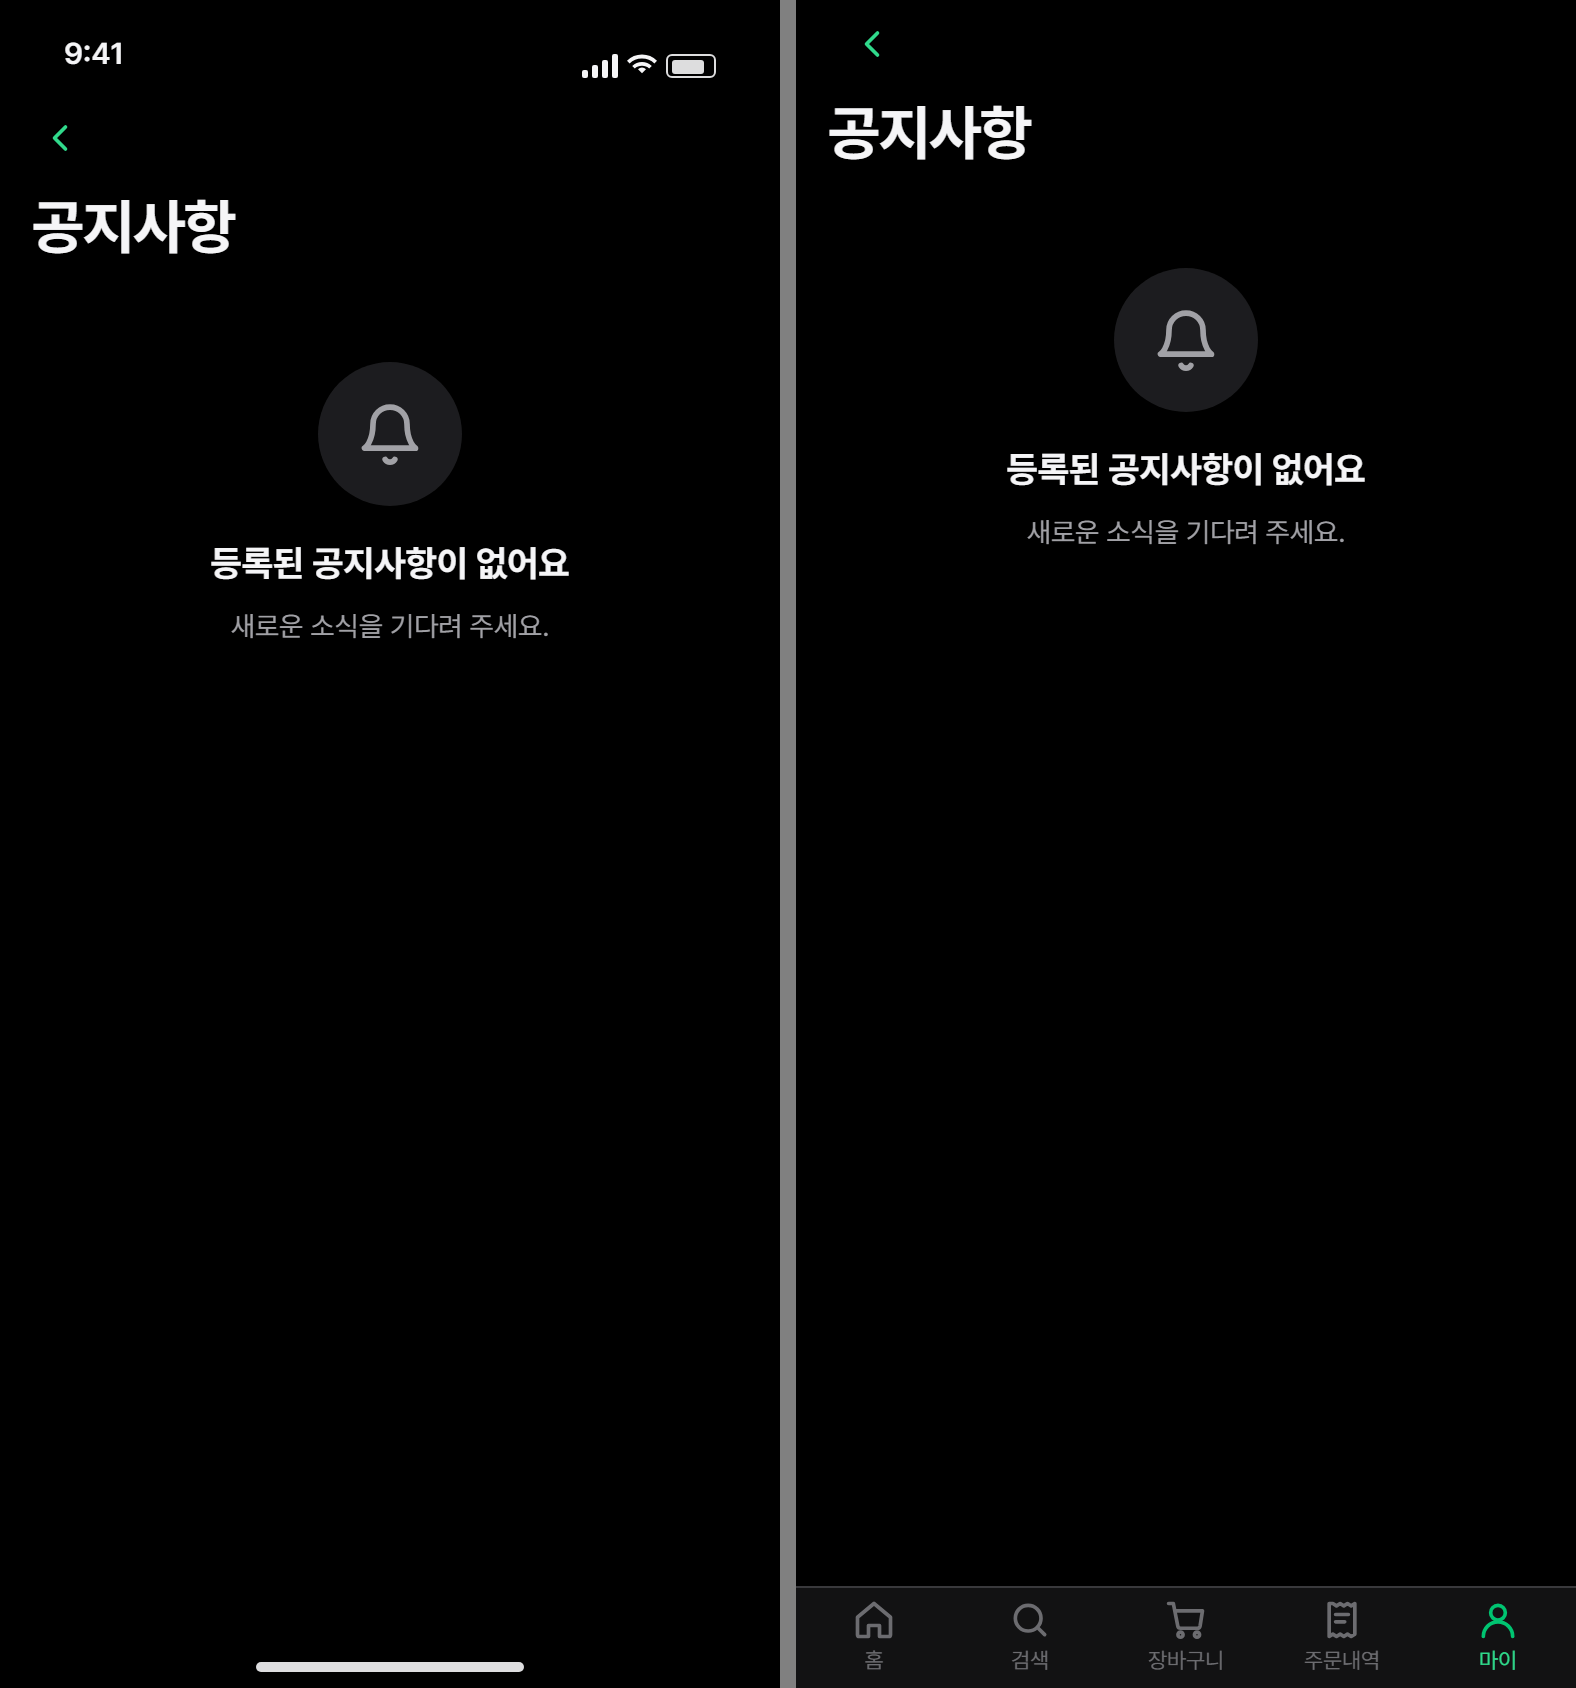 9:41
공지사항
등록된 공지사항이 없어요
새로운 소식을 기다려 주세요.
공지사항
등록된 공지사항이 없어요
새로운 소식을 기다려 주세요.
홈 검색 장바구니 주문내역 마이